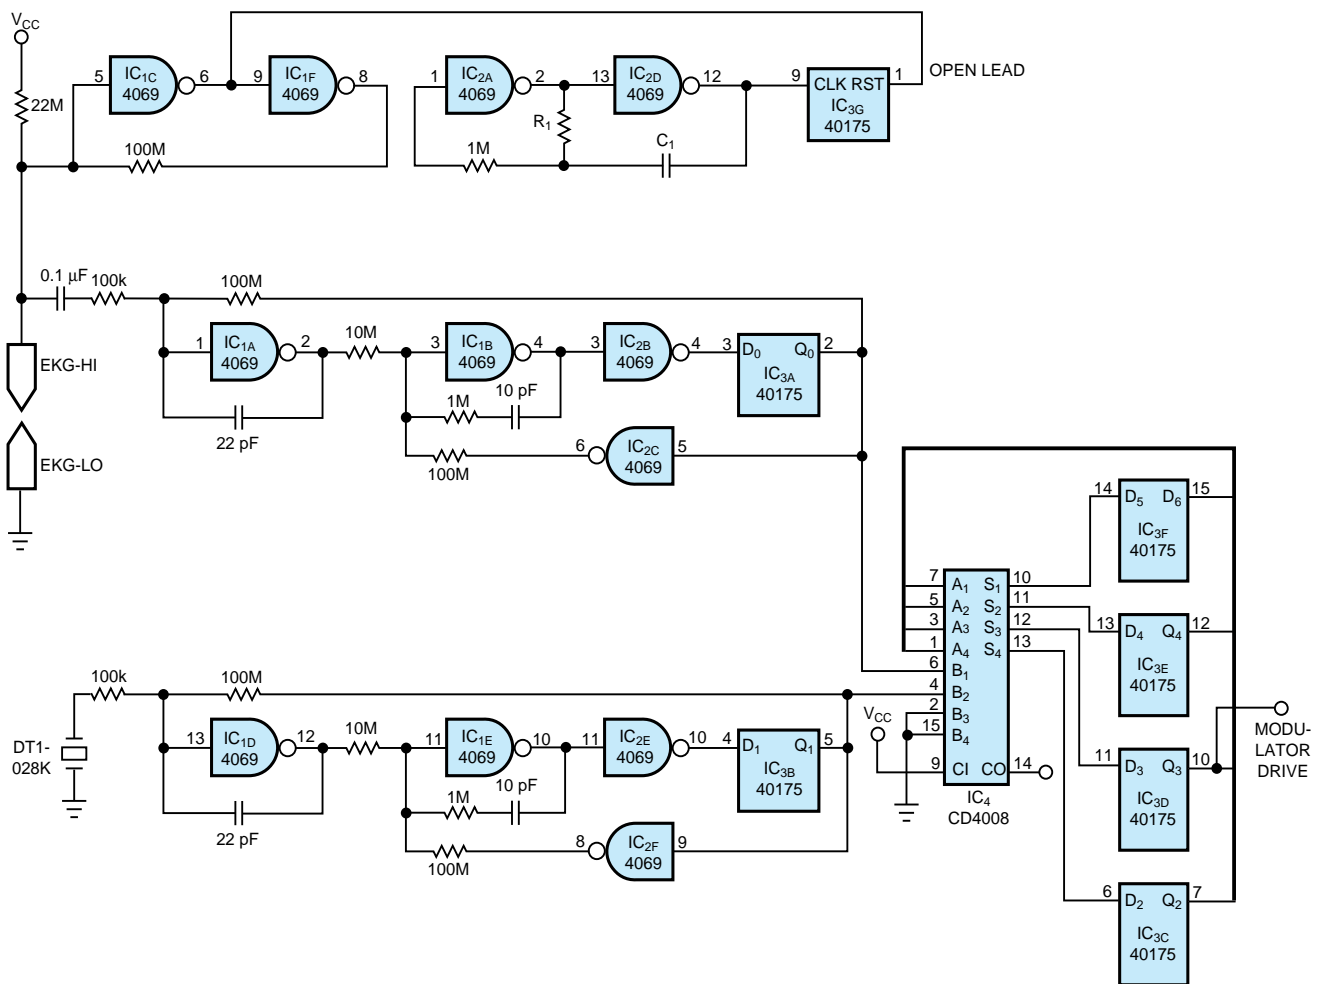 V_CC
22M
5 IC1C 4069 6
9 IC1F 4069 8
100M
1 IC2A 4069 2
13 IC2D 4069 12
R1
1M
C1
9 CLK RST 1
IC3G
40175
OPEN LEAD
0.1 µF 100k
100M
1 IC1A 4069 2
22 pF
10M
3 IC1B 4069 4
1M 10 pF
3 IC2B 4069 4
3 D0 Q0 2
IC3A
40175
6 IC2C 4069 5
100M
EKG-HI
EKG-LO
100k
100M
DT1-
028K
13 IC1D 4069 12
22 pF
10M
11 IC1E 4069 10
1M 10 pF
11 IC2E 4069 10
4 D1 Q1 5
IC3B
40175
8 IC2F 4069 9
100M
7 A1 S1 10
5 A2 S2 11
3 A3 S3 12
1 A4 S4 13
6 B1
4 B2
2 B3
15 B4
V_CC
9 CI CO 14
IC4
CD4008
14 D5 D6 15
IC3F
40175
13 D4 Q4 12
IC3E
40175
11 D3 Q3 10
IC3D
40175
6 D2 Q2 7
IC3C
40175
MODU-
LATOR
DRIVE